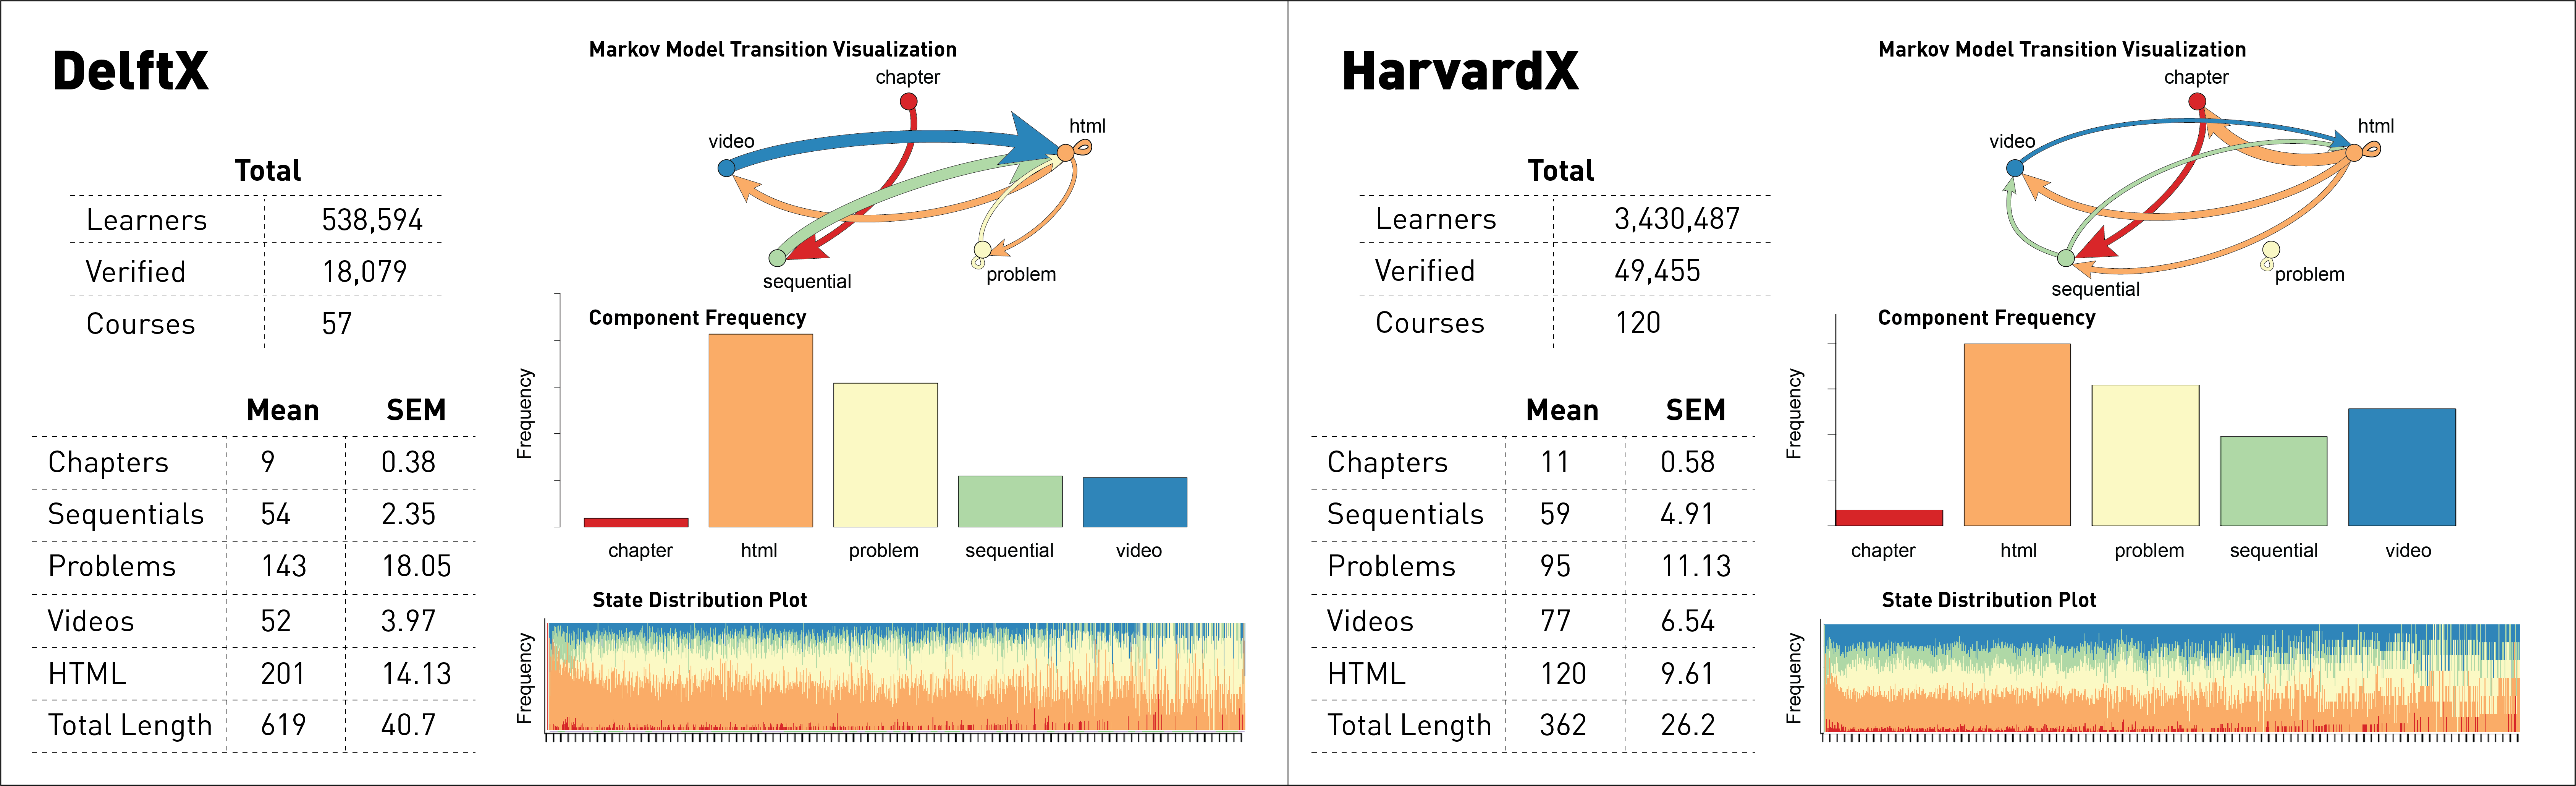 DelftX
Total
Learners 538,594
Verified 18,079
Courses 57
Mean SEM
Chapters 9 0.38
Sequentials 54 2.35
Problems 143 18.05
Videos 52 3.97
HTML 201 14.13
Total Length 619 40.7
Markov Model Transition Visualization
chapter
html
video
problem
sequential
Component Frequency
Frequency
chapter html problem sequential video
State Distribution Plot
Frequency
HarvardX
Total
Learners 3,430,487
Verified 49,455
Courses 120
Mean SEM
Chapters 11 0.58
Sequentials 59 4.91
Problems 95 11.13
Videos 77 6.54
HTML 120 9.61
Total Length 362 26.2
Markov Model Transition Visualization
chapter
html
video
problem
sequential
Component Frequency
Frequency
chapter html problem sequential video
State Distribution Plot
Frequency